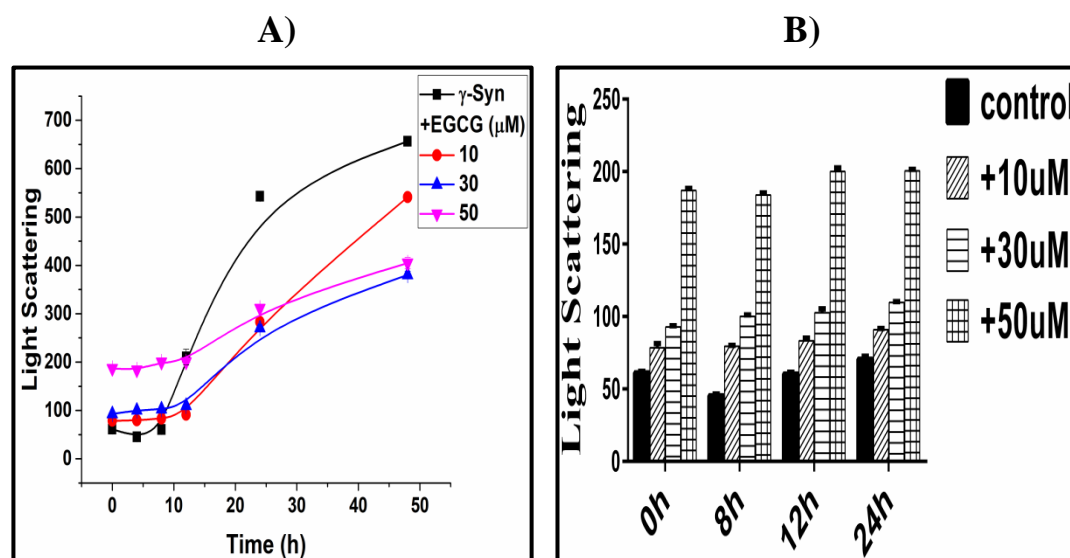 A)
B)
Light Scattering
700
600
500
400
300
200
100
0
0
10
20
30
40
50
Time (h)
γ-Syn
+EGCG (μM)
10
30
50
Light Scattering
250
200
150
100
50
0
0h
8h
12h
24h
control
+10uM
+30uM
+50uM